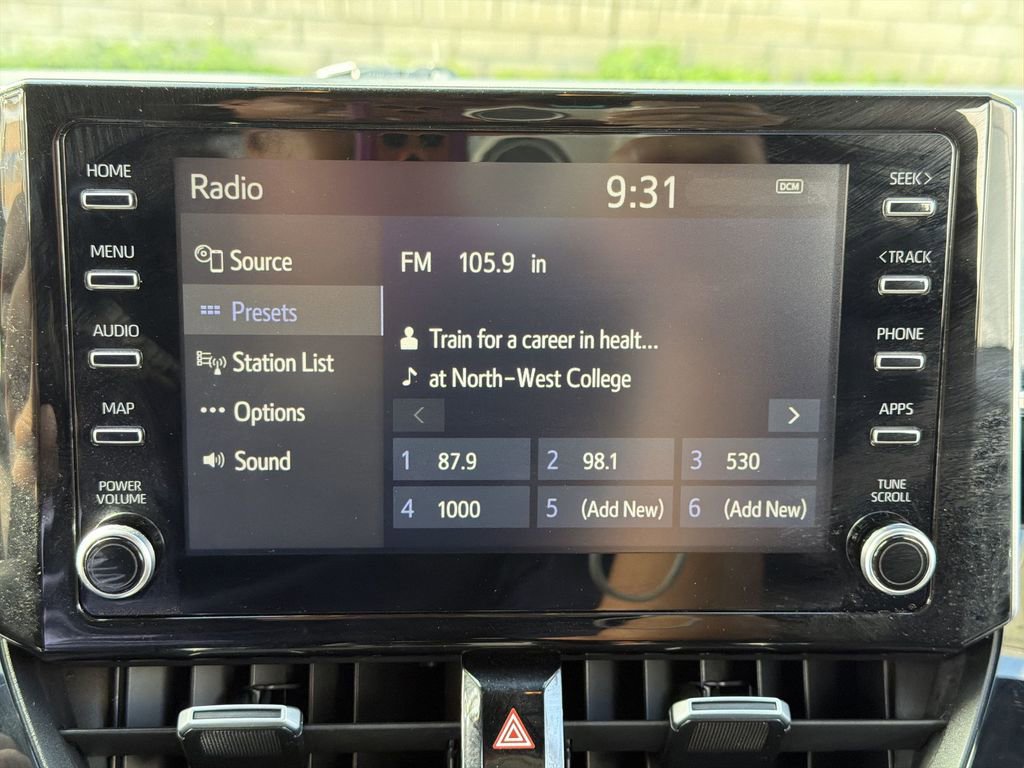 HOME
MENU
AUDIO
MAP
POWER
VOLUME
Radio
9:31
DCM
Source
Presets
Station List
Options
Sound
FM 105.9 in
Train for a career in healt...
at North-West College
<
>
1 87.9
2 98.1
3 530
4 1000
5 (Add New)
6 (Add New)
SEEK>
<TRACK
PHONE
APPS
TUNE
SCROLL